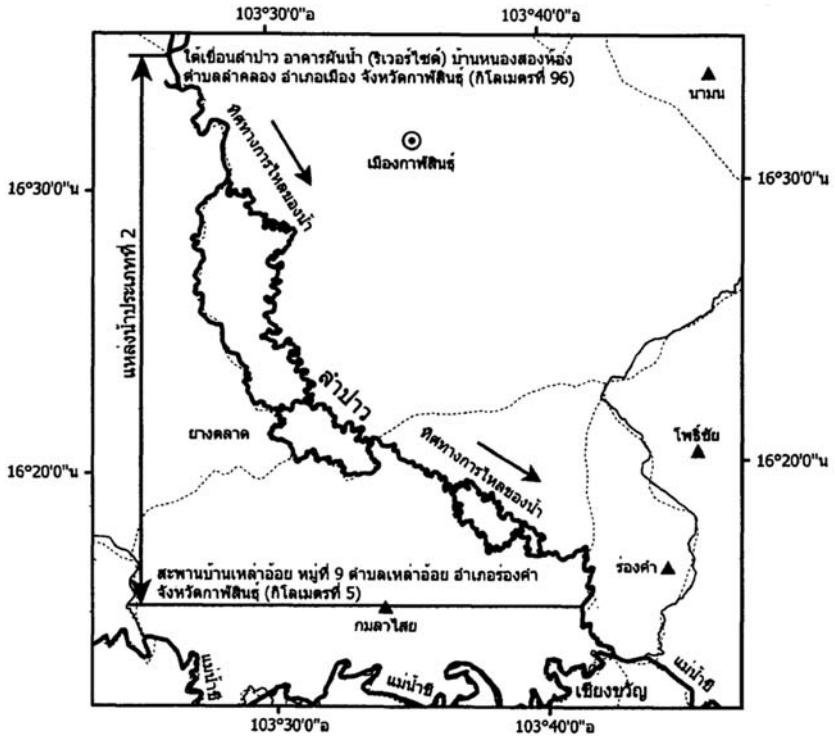 103°30'0"อ
103°40'0"อ
ใต้เขื่อนลำปาว อาคารผันน้ำ (ริเวอร์ไซด์) บ้านหนองสองห้อง
ตำบลลำคลอง อำเภอเมือง จังหวัดกาฬสินธุ์ (กิโลเมตรที่ 96)
นามน
ทิศทางการไหลของน้ำ
เมืองกาฬสินธุ์
16°30'0"น
16°30'0"น
แหล่งน้ำประเภทที่ 2
ลำปาว
ยางตลาด
โพธิ์ชัย
ทิศทางการไหลของน้ำ
16°20'0"น
16°20'0"น
สะพานบ้านเหล่าอ้อย หมู่ที่ 9 ตำบลเหล่าอ้อย อำเภอร่องคำ
จังหวัดกาฬสินธุ์ (กิโลเมตรที่ 5)
ร่องคำ
กมลาไสย
แม่น้ำชี
แม่น้ำชี
เชียงขวัญ
แม่น้ำชี
103°30'0"อ
103°40'0"อ